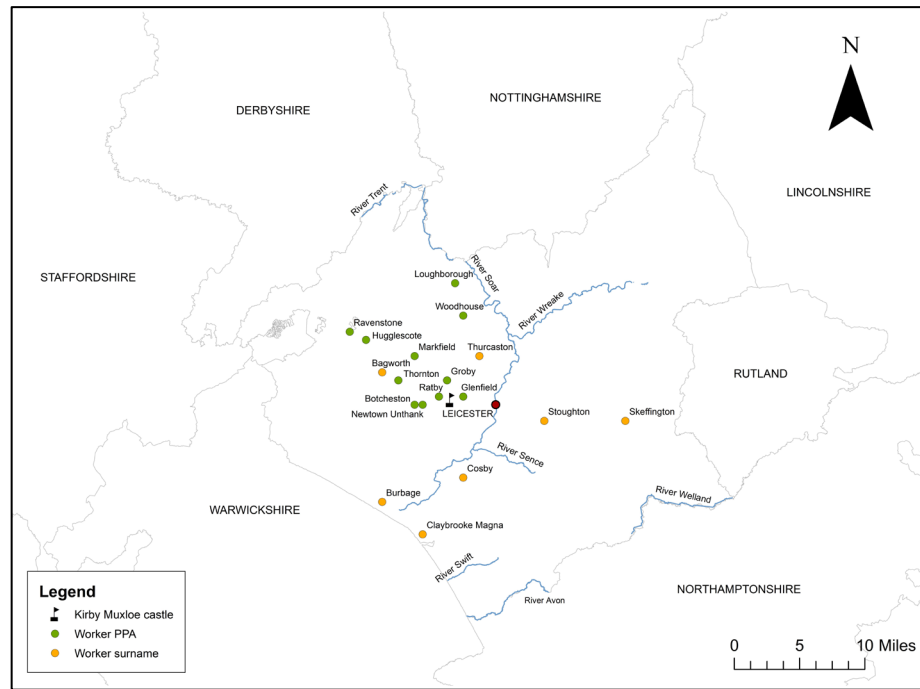 N
NOTTINGHAMSHIRE
DERBYSHIRE
LINCOLNSHIRE
River Trent
STAFFORDSHIRE
River Soar
Loughborough
River Wreake
Woodhouse
Ravenstone
Hugglescote
Markfield
Thurcaston
Bagworth
Thornton
Groby
RUTLAND
Ratby
Glenfield
Botcheston
Newtown Unthank
LEICESTER
Stoughton
Skeffington
River Sence
Cosby
Burbage
River Welland
WARWICKSHIRE
Claybrooke Magna
River Swift
NORTHAMPTONSHIRE
River Avon
Legend
Kirby Muxloe castle
Worker PPA
Worker surname
0 5 10 Miles